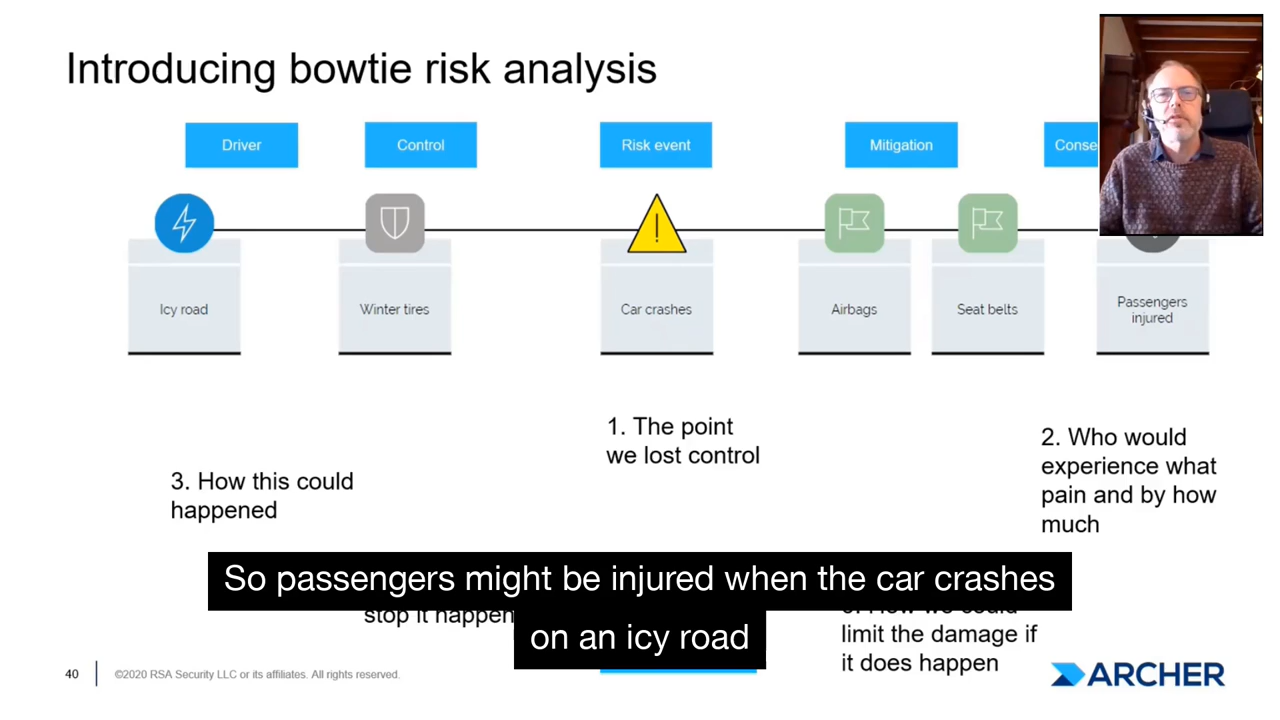 Introducing bowtie risk analysis
Driver
Control
Risk event
Mitigation
Conse
Icy road
Winter tires
Car crashes
Airbags
Seat belts
Passengers
injured
1. The point
we lost control
2. Who would
experience what
pain and by how
much
3. How this could
happened
So passengers might be injured when the car crashes
on an icy road
stop it happen
limit the damage if
it does happen
40
©2020 RSA Security LLC or its affiliates. All rights reserved.
ARCHER